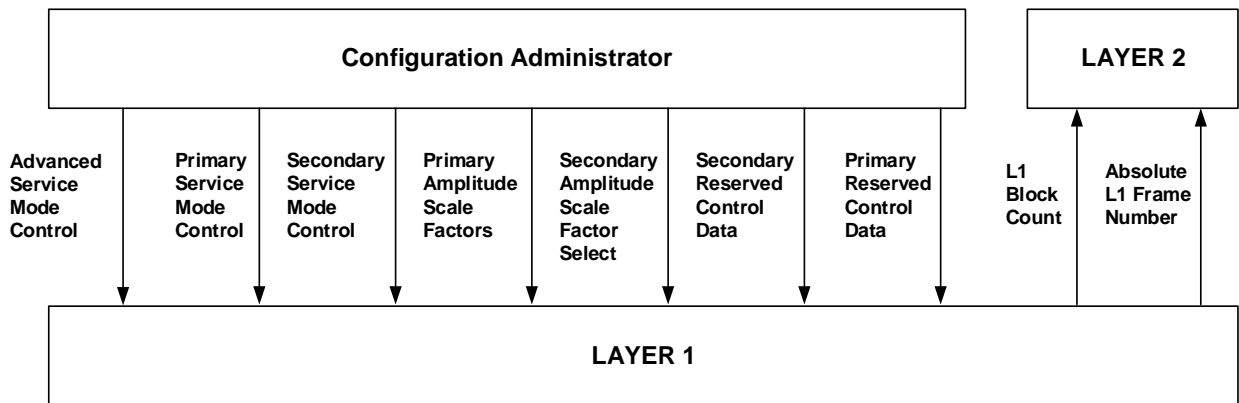 Configuration Administrator
LAYER 2
Advanced
Service
Mode
Control
Primary
Service
Mode
Control
Secondary
Service
Mode
Control
Primary
Amplitude
Scale
Factors
Secondary
Amplitude
Scale
Factor
Select
Secondary
Reserved
Control
Data
Primary
Reserved
Control
Data
L1
Block
Count
Absolute
L1 Frame
Number
LAYER 1